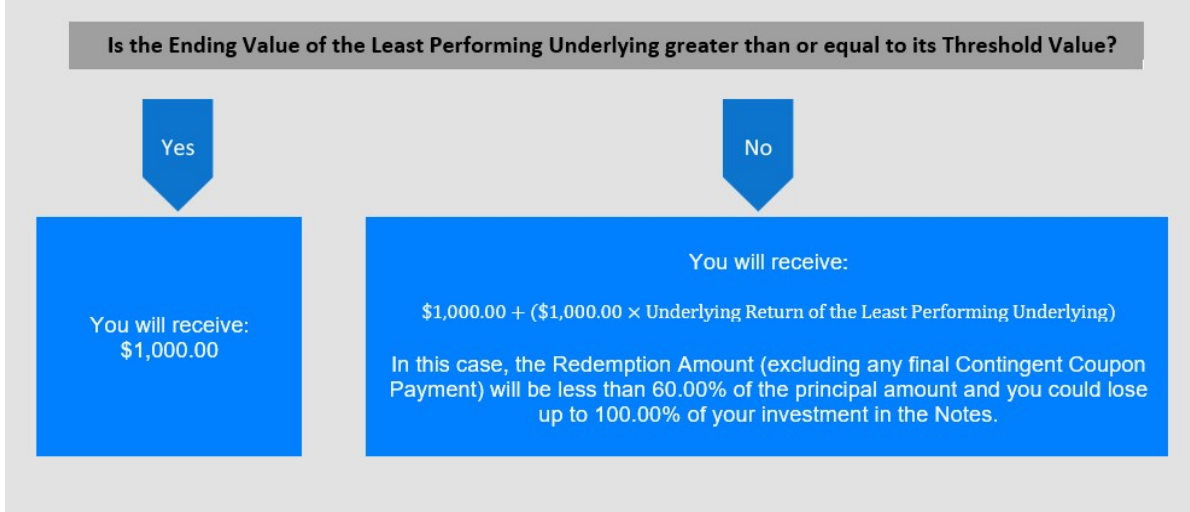 Is the Ending Value of the Least Performing Underlying greater than or equal to its Threshold Value?
Yes
No
You will receive:
$1,000.00
You will receive:
$1,000.00 + ($1,000.00 × Underlying Return of the Least Performing Underlying)
In this case, the Redemption Amount (excluding any final Contingent Coupon
Payment) will be less than 60.00% of the principal amount and you could lose
up to 100.00% of your investment in the Notes.